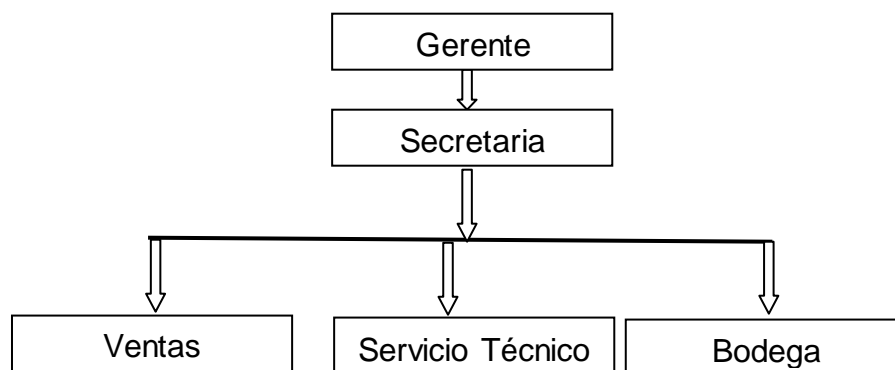 Gerente
Secretaria
Ventas
Servicio Técnico
Bodega